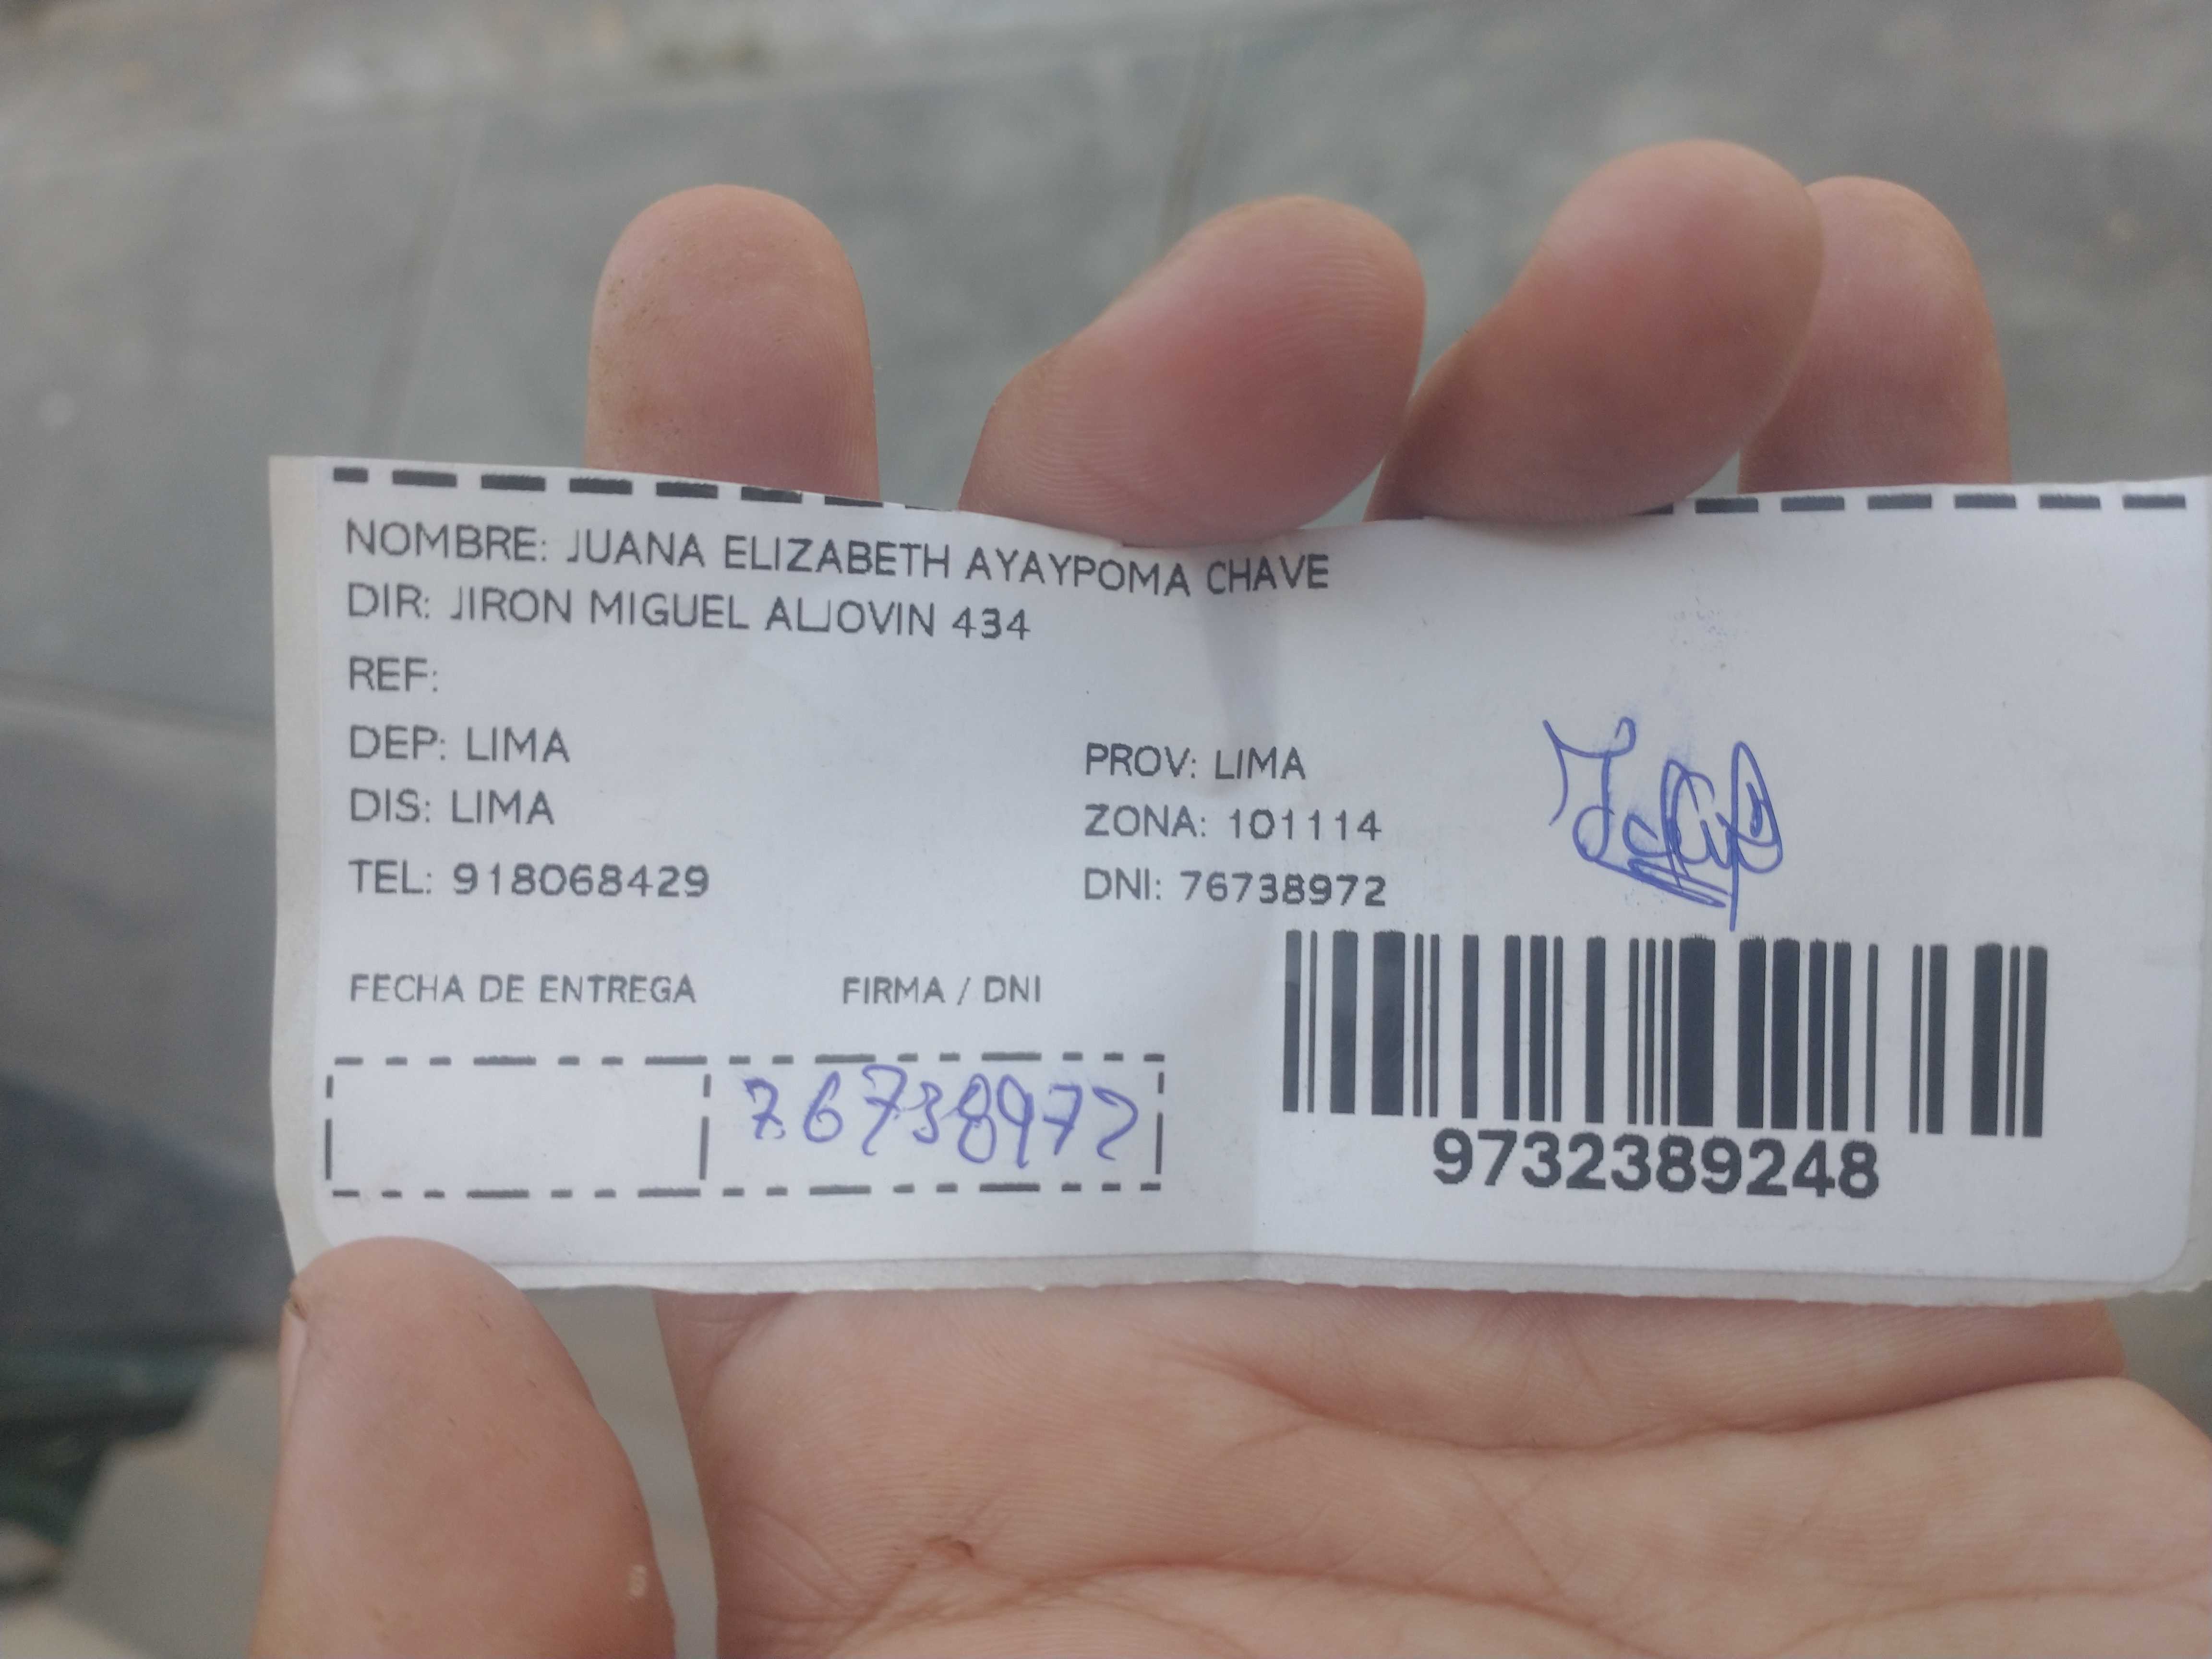 NOMBRE: JUANA ELIZABETH AYAYPOMA CHAVE
DIR: JIRON MIGUEL ALJOVIN 434
REF:
DEP: LIMA
PROV: LIMA
DIS: LIMA
ZONA: 101114
TEL: 918068429
DNI: 76738972
FECHA DE ENTREGA
FIRMA / DNI
76738972
9732389248